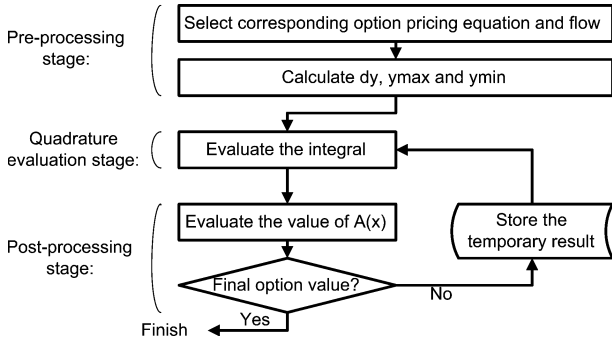 Pre-processing
stage:
Select corresponding option pricing equation and flow
Calculate dy, ymax and ymin
Quadrature
evaluation stage:
Evaluate the integral
Post-processing
stage:
Evaluate the value of A(x)
Store the
temporary result
Final option value?
No
Yes
Finish